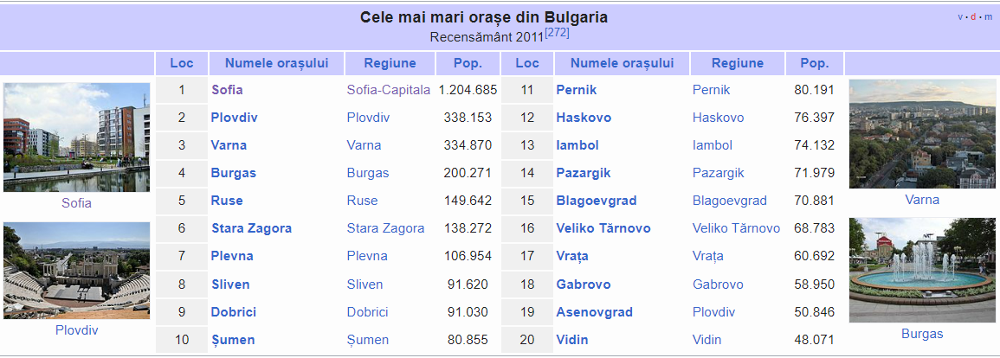 Cele mai mari orașe din Bulgaria
Recensământ 2011[272]
v • d • m
Loc Numele orașului Regiune Pop. Loc Numele orașului Regiune Pop.
1 Sofia Sofia-Capitala 1.204.685 11 Pernik Pernik 80.191
2 Plovdiv Plovdiv 338.153 12 Haskovo Haskovo 76.397
3 Varna Varna 334.870 13 Iambol Iambol 74.132
4 Burgas Burgas 200.271 14 Pazargik Pazargik 71.979
5 Ruse Ruse 149.642 15 Blagoevgrad Blagoevgrad 70.881
6 Stara Zagora Stara Zagora 138.272 16 Veliko Tărnovo Veliko Tărnovo 68.783
7 Plevna Plevna 106.954 17 Vrața Vrața 60.692
8 Sliven Sliven 91.620 18 Gabrovo Gabrovo 58.950
9 Dobrici Dobrici 91.030 19 Asenovgrad Plovdiv 50.846
10 Șumen Șumen 80.855 20 Vidin Vidin 48.071
Sofia
Plovdiv
Varna
Burgas